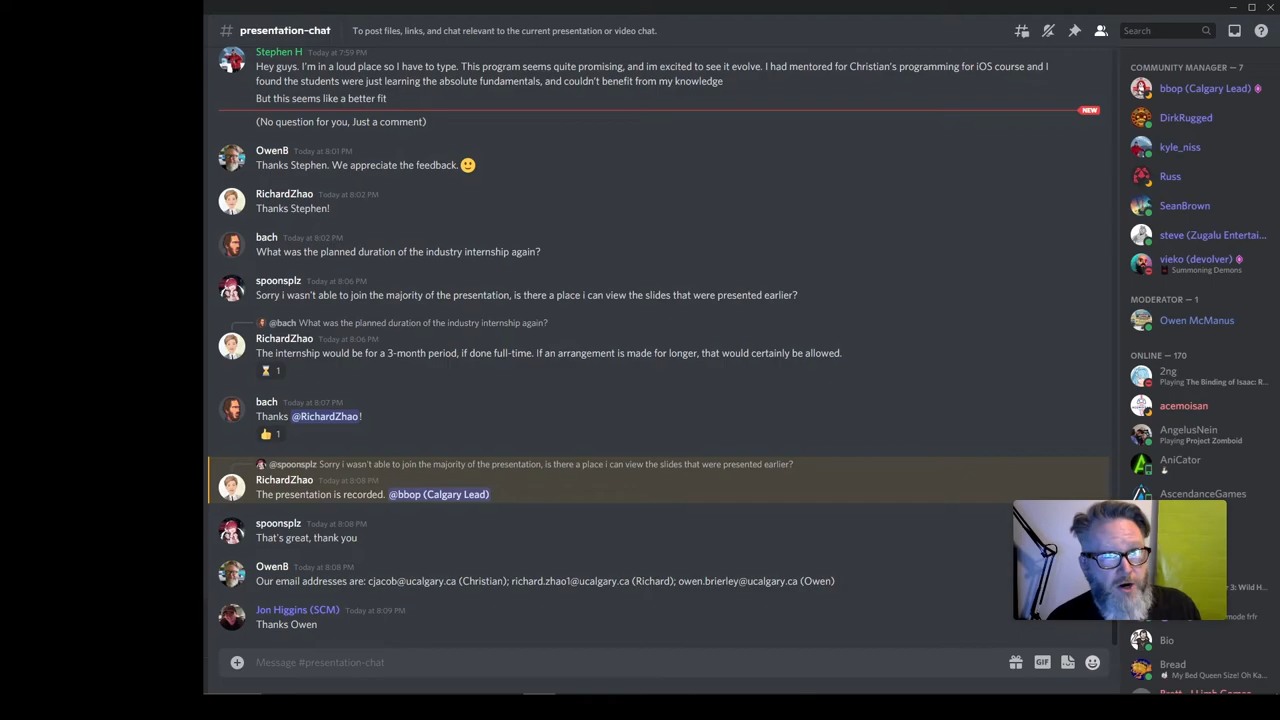 # presentation-chat
To post files, links, and chat relevant to the current presentation or video chat.
Search
Stephen H Today at 7:59 PM
Hey guys. I'm in a loud place so I have to type. This program seems quite promising, and im excited to see it evolve. I had mentored for Christian's programming for iOS course and I
found the students were just learning the absolute fundamentals, and couldn't benefit from my knowledge
But this seems like a better fit
NEW
(No question for you, Just a comment)
OwenB Today at 8:01 PM
Thanks Stephen. We appreciate the feedback. 🙂
RichardZhao Today at 8:02 PM
Thanks Stephen!
bach Today at 8:02 PM
What was the planned duration of the industry internship again?
spoonsplz Today at 8:06 PM
Sorry i wasn't able to join the majority of the presentation, is there a place i can view the slides that were presented earlier?
@bach What was the planned duration of the industry internship again?
RichardZhao Today at 8:06 PM
The internship would be for a 3-month period, if done full-time. If an arrangement is made for longer, that would certainly be allowed.
⏳ 1
bach Today at 8:07 PM
Thanks @RichardZhao!
👍 1
@spoonsplz Sorry i wasn't able to join the majority of the presentation, is there a place i can view the slides that were presented earlier?
RichardZhao Today at 8:08 PM
The presentation is recorded. @bbop (Calgary Lead)
spoonsplz Today at 8:08 PM
That's great, thank you
OwenB Today at 8:08 PM
Our email addresses are: cjacob@ucalgary.ca (Christian); richard.zhao1@ucalgary.ca (Richard); owen.brierley@ucalgary.ca (Owen)
Jon Higgins (SCM) Today at 8:09 PM
Thanks Owen
Message #presentation-chat
GIF
COMMUNITY MANAGER — 7
bbop (Calgary Lead)
DirkRugged
kyle_niss
Russ
SeanBrown
steve (Zugalu Entertai...
vieko (devolver)
Summoning Demons
MODERATOR — 1
Owen McManus
ONLINE — 170
2ng
Playing The Binding of Isaac: R...
acemoisan
AngelusNein
Playing Project Zomboid
AniCator
AscendanceGames
3: Wild H
mode frfr
Bio
Bread
My Bed Queen Size! Oh Ka...